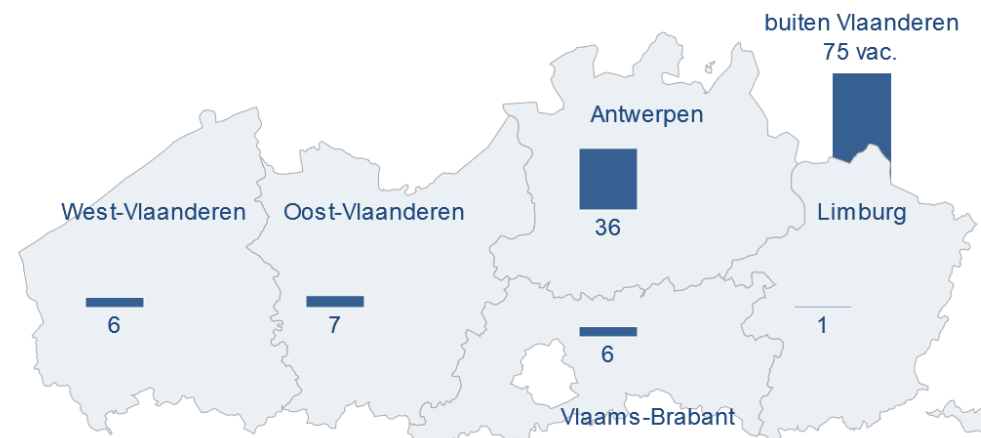 buiten Vlaanderen
75 vac.
Antwerpen
36
West-Vlaanderen
6
Oost-Vlaanderen
7
Limburg
1
6
Vlaams-Brabant